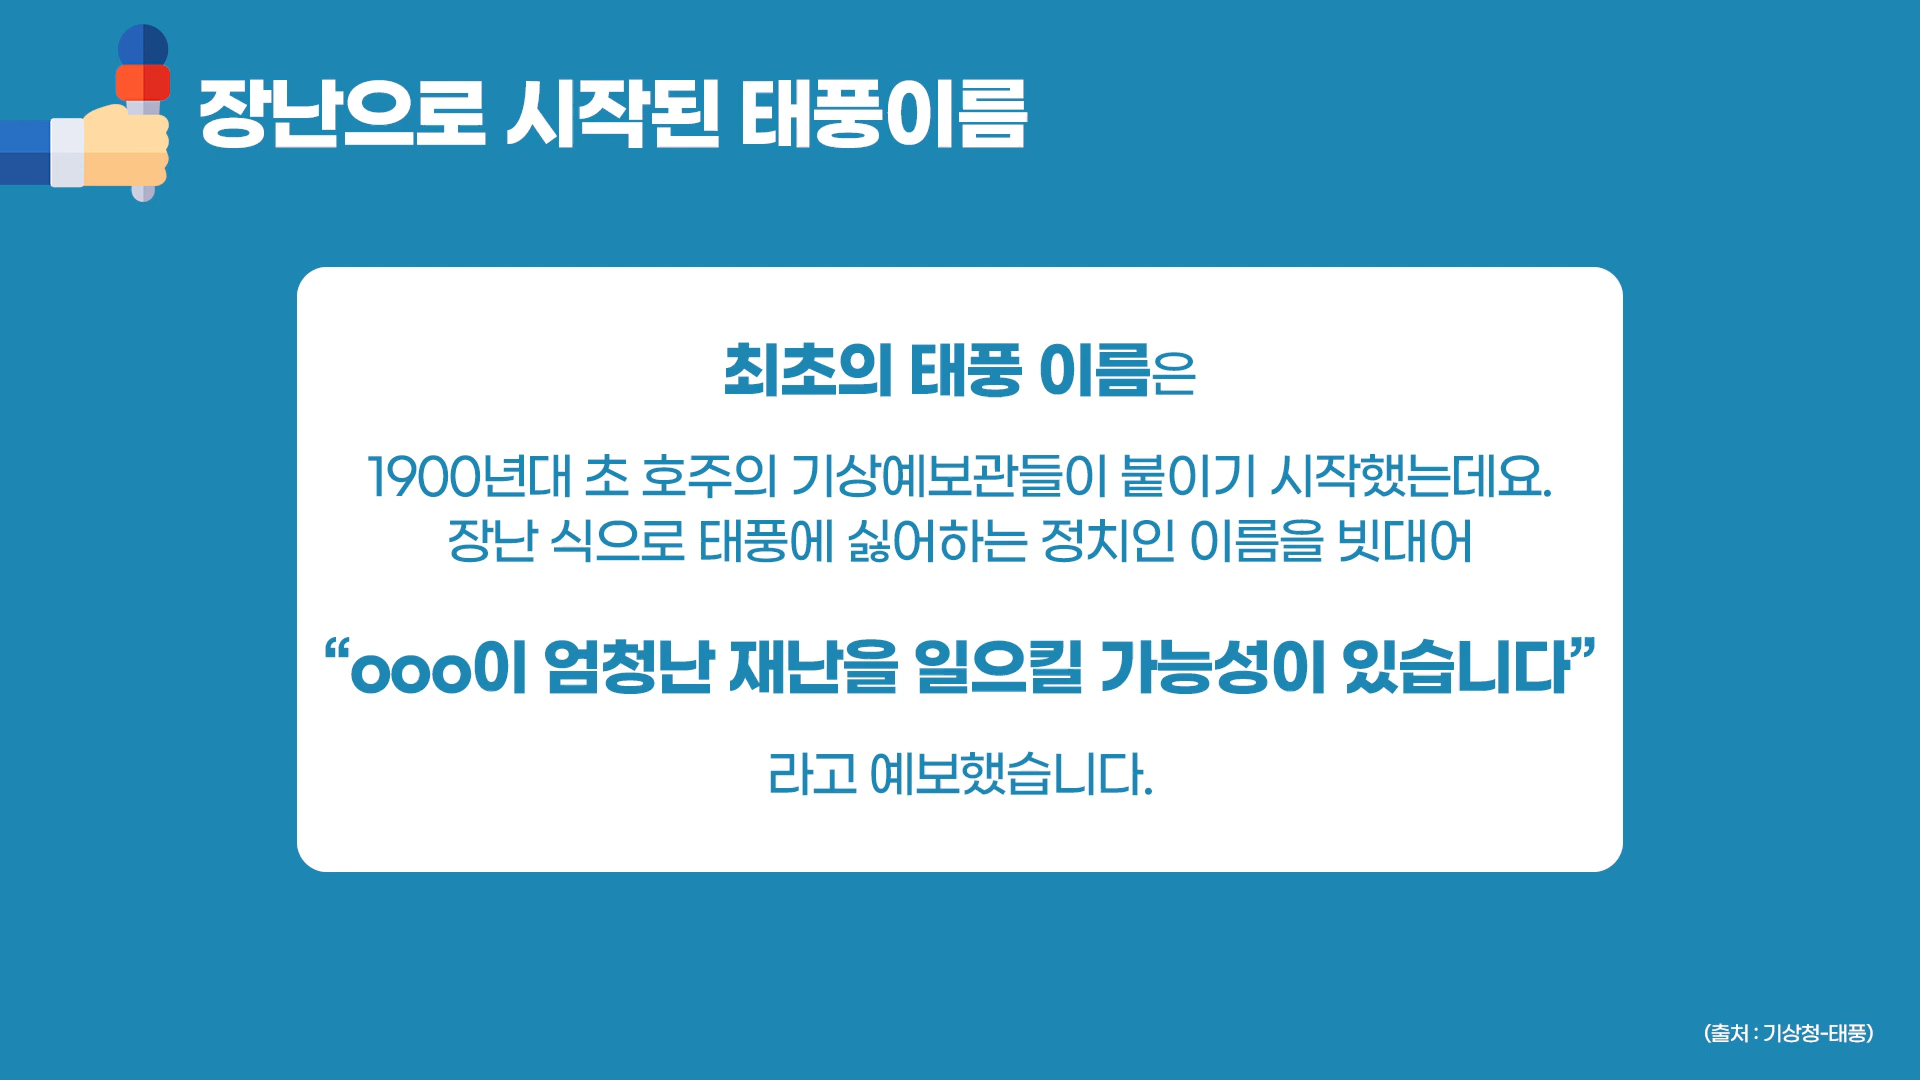 장난으로 시작된 태풍이름
최초의 태풍 이름은
1900년대 초 호주의 기상예보관들이 붙이기 시작했는데요.
장난 식으로 태풍에 싫어하는 정치인 이름을 빗대어
“ooo이 엄청난 재난을 일으킬 가능성이 있습니다”
라고 예보했습니다.
(출처 : 기상청-태풍)